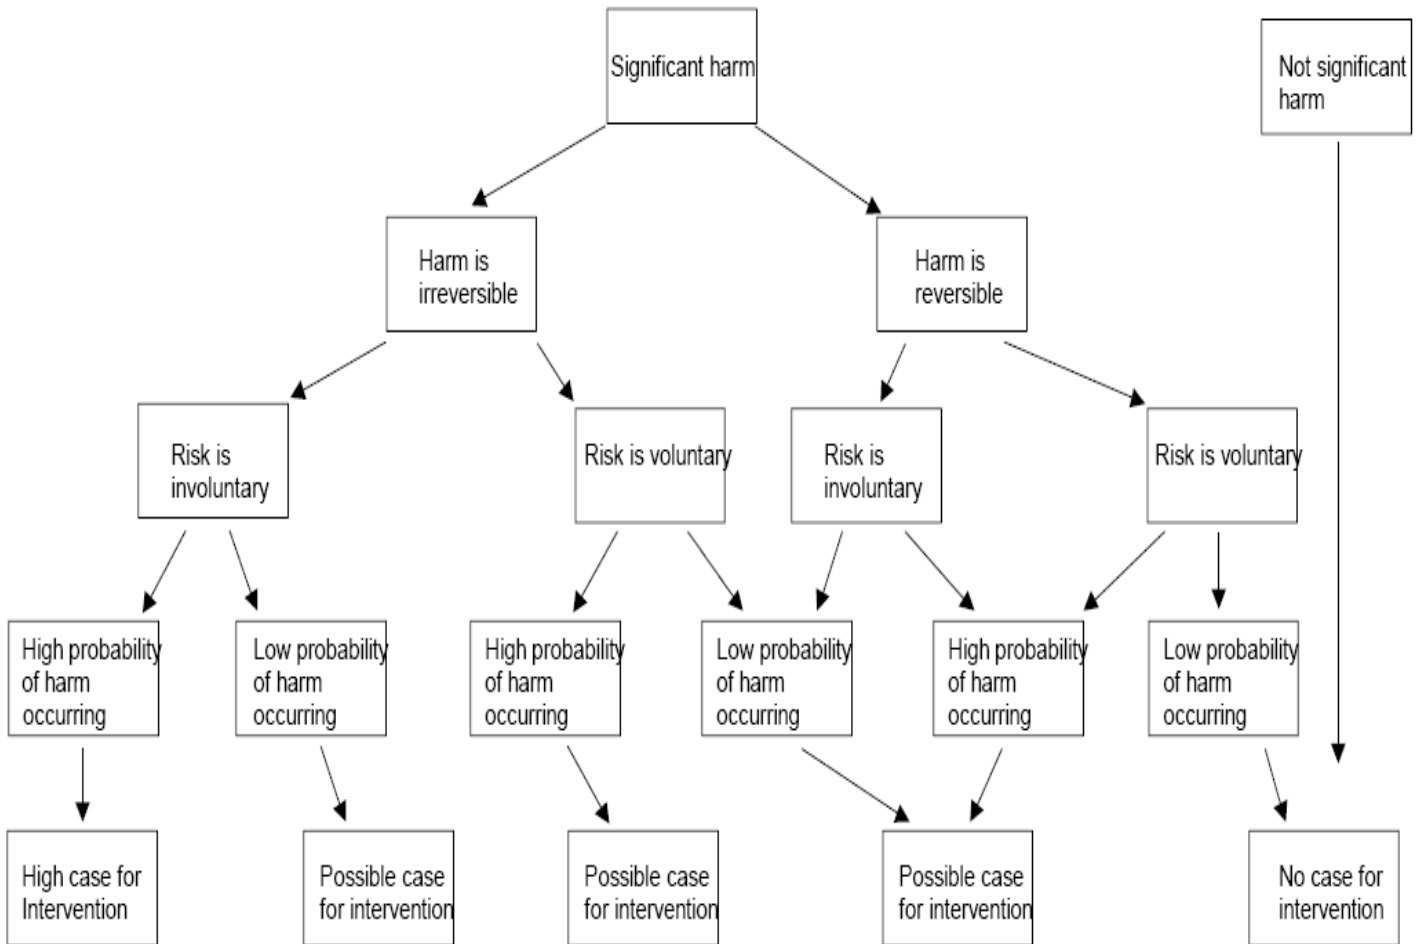 Significant harm
Not significant
harm
Harm is
irreversible
Harm is
reversible
Risk is
involuntary
Risk is voluntary
Risk is
involuntary
Risk is voluntary
High probability
of harm
occurring
Low probability
of harm
occurring
High probability
of harm
occurring
Low probability
of harm
occurring
High probability
of harm
occurring
Low probability
of harm
occurring
High case for
Intervention
Possible case
for intervention
Possible case
for intervention
Possible case
for intervention
No case for
intervention